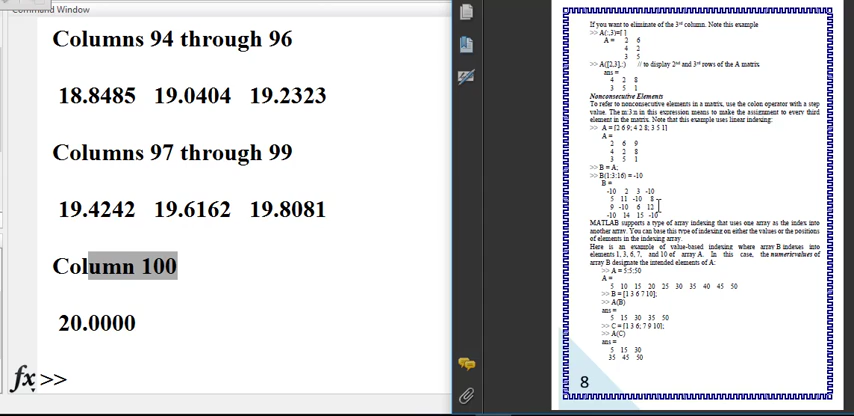 Command Window
Columns 94 through 96
18.8485 19.0404 19.2323
Columns 97 through 99
19.4242 19.6162 19.8081
Column 100
20.0000
fx >>
If you want to eliminate of the 3rd column. Note this example
>> A(:,3)=[ ]
A = 2 6
4 2
3 5
>> A([2,3],:) // to display 2nd and 3rd rows of the A matrix
ans =
4 2 8
3 5 1
Nonconsecutive Elements
To refer to nonconsecutive elements in a matrix, use the colon operator with a step
value. The m:3:n in this expression means to make the assignment to every third
element in the matrix. Note that this example uses linear indexing:
>> A = [2 6 9; 4 2 8; 3 5 1]
A =
2 6 9
4 2 8
3 5 1
>> B = A;
>> B(1:3:16) = -10
B =
-10 2 3 -10
5 11 -10 8
9 -10 6 12
-10 14 15 -10
MATLAB supports a type of array indexing that uses one array as the index into
another array. You can base this type of indexing on either the values or the positions
of elements in the indexing array.
Here is an example of value-based indexing where array B indexes into
elements 1, 3, 6, 7, and 10 of array A. In this case, the numericvalues of
array B designate the intended elements of A:
>> A = 5:5:50
A =
5 10 15 20 25 30 35 40 45 50
>> B = [1 3 6 7 10];
>> A(B)
ans =
5 15 30 35 50
>> C = [1 3 6; 7 9 10];
>> A(C)
ans =
5 15 30
35 45 50
8